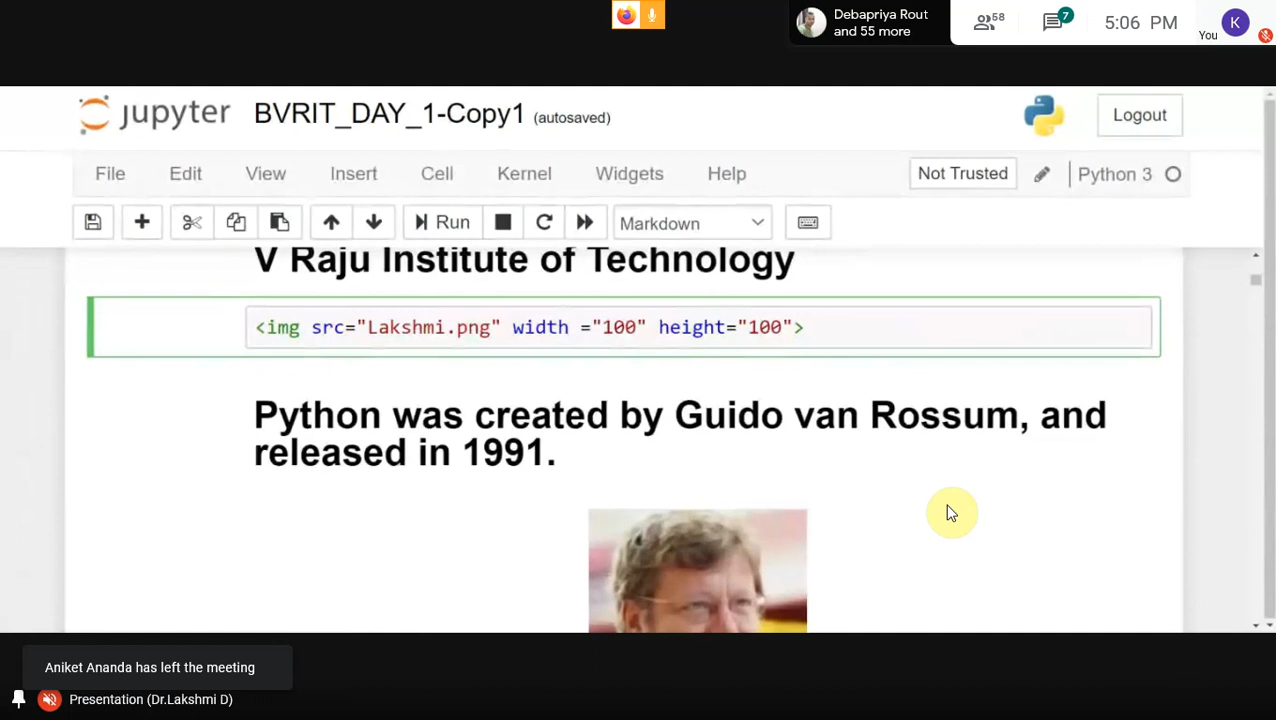 Debapriya Rout
and 55 more
58
7
5:06 PM
K
You
jupyter BVRIT_DAY_1-Copy1 (autosaved)
Logout
File Edit View Insert Cell Kernel Widgets Help
Not Trusted
Python 3
Run
Markdown
V Raju Institute of Technology
<img src="Lakshmi.png" width ="100" height="100">
Python was created by Guido van Rossum, and
released in 1991.
Aniket Ananda has left the meeting
Presentation (Dr.Lakshmi D)